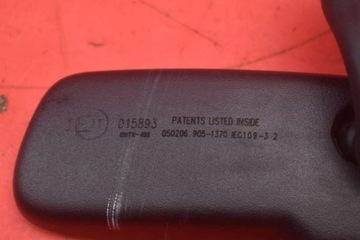 015893
PATENTS LISTED INSIDE
050206 905-1370 IEC109-3 2